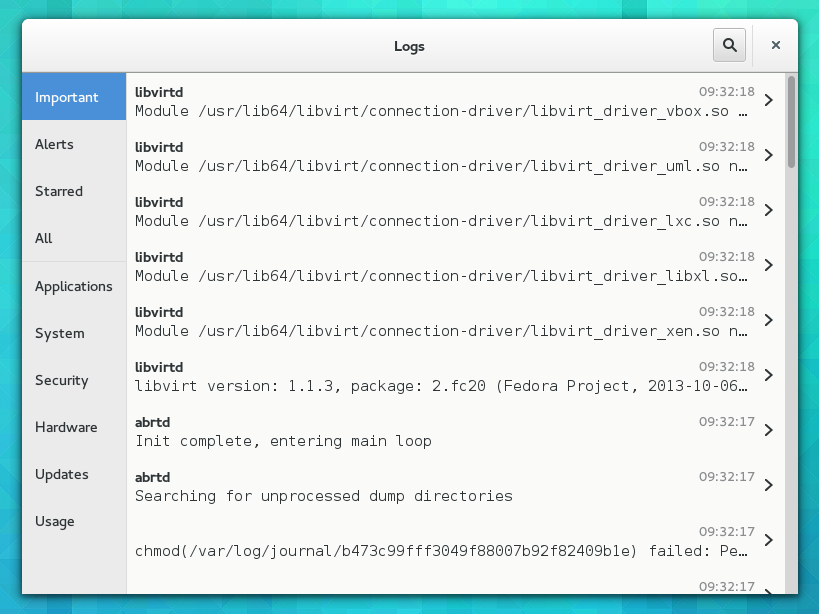 Logs
Important
Alerts
Starred
All
Applications
System
Security
Hardware
Updates
Usage
libvirtd 09:32:18
Module /usr/lib64/libvirt/connection-driver/libvirt_driver_vbox.so …
libvirtd 09:32:18
Module /usr/lib64/libvirt/connection-driver/libvirt_driver_uml.so n…
libvirtd 09:32:18
Module /usr/lib64/libvirt/connection-driver/libvirt_driver_lxc.so n…
libvirtd 09:32:18
Module /usr/lib64/libvirt/connection-driver/libvirt_driver_libxl.so…
libvirtd 09:32:18
Module /usr/lib64/libvirt/connection-driver/libvirt_driver_xen.so n…
libvirtd 09:32:18
libvirt version: 1.1.3, package: 2.fc20 (Fedora Project, 2013-10-06…
abrtd 09:32:17
Init complete, entering main loop
abrtd 09:32:17
Searching for unprocessed dump directories
09:32:17
chmod(/var/log/journal/b473c99fff3049f88007b92f82409b1e) failed: Pe…
09:32:17